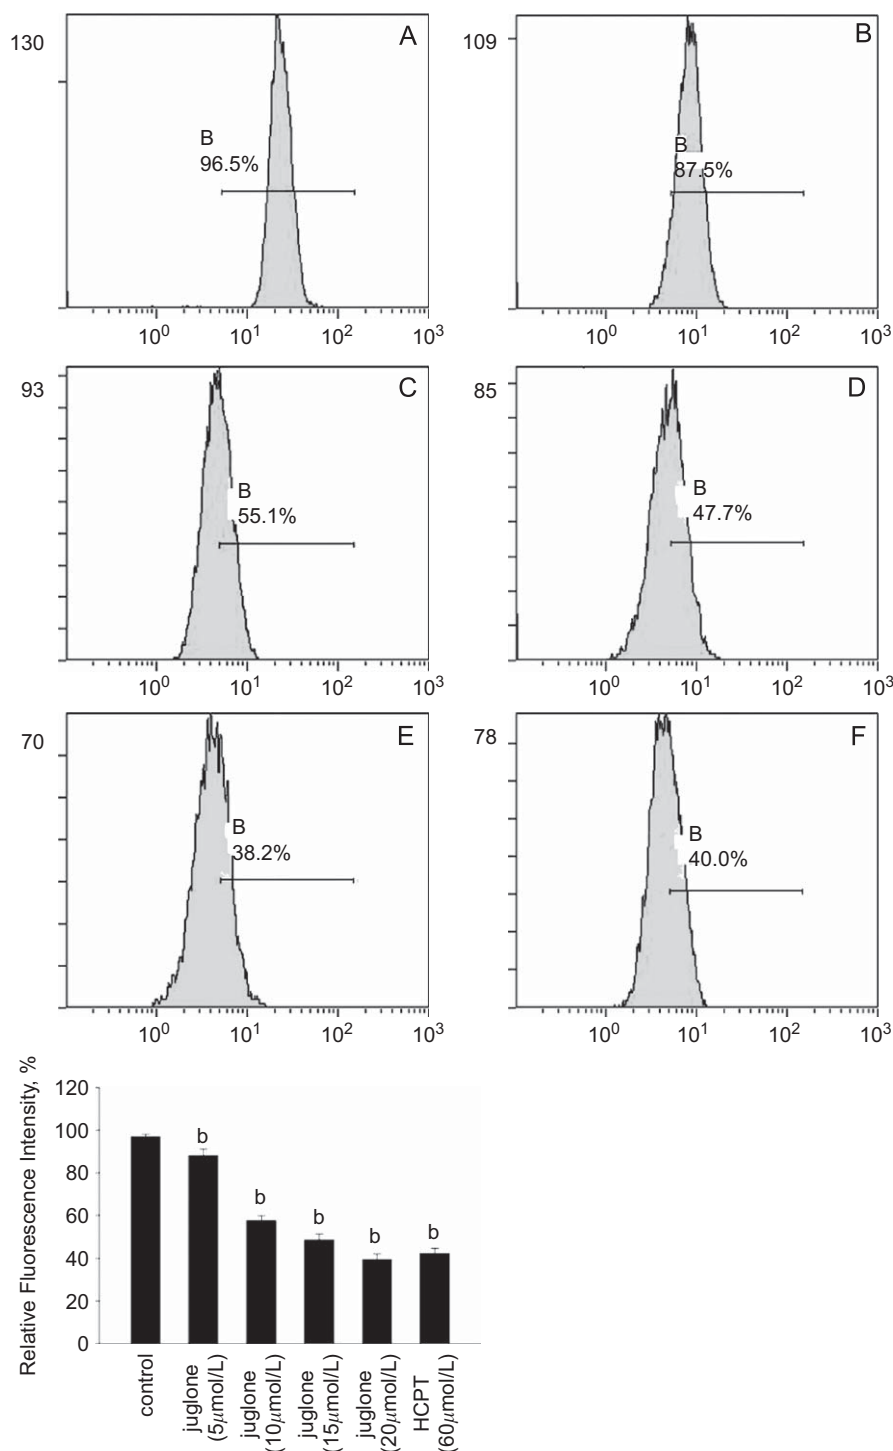 130
A
B
96.5%
10⁰ 10¹ 10² 10³
109
B
B
87.5%
10⁰ 10¹ 10² 10³
93
C
B
55.1%
10⁰ 10¹ 10² 10³
85
D
B
47.7%
10⁰ 10¹ 10² 10³
70
E
B
38.2%
10⁰ 10¹ 10² 10³
78
F
B
40.0%
10⁰ 10¹ 10² 10³
Relative Fluorescence Intensity, %
120
100
80
60
40
20
0
b
b
b
b
b
control
juglone
(5μmol/L)
juglone
(10μmol/L)
juglone
(15μmol/L)
juglone
(20μmol/L)
HCPT
(60μmol/L)